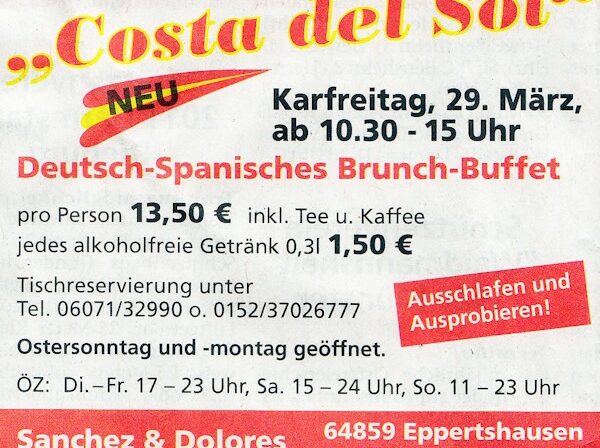 „Costa del Sol“
NEU
Karfreitag, 29. März,
ab 10.30 - 15 Uhr
Deutsch-Spanisches Brunch-Buffet
pro Person 13,50 € inkl. Tee u. Kaffee
jedes alkoholfreie Getränk 0,3l 1,50 €
Tischreservierung unter
Tel. 06071/32990 o. 0152/37026777
Ausschlafen und
Ausprobieren!
Ostersonntag und -montag geöffnet.
ÖZ: Di.–Fr. 17 – 23 Uhr, Sa. 15 – 24 Uhr, So. 11 – 23 Uhr
Sanchez & Dolores
64859 Eppertshausen